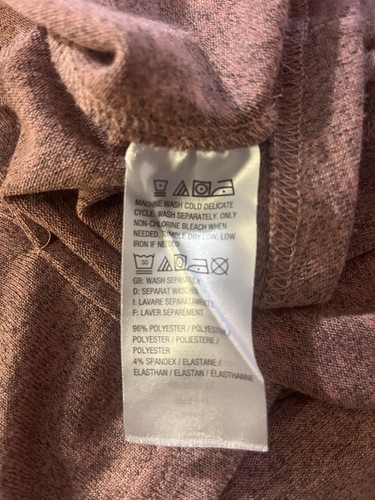 MACHINE WASH COLD DELICATE
CYCLE. WASH SEPARATELY. ONLY
NON-CHLORINE BLEACH WHEN
NEEDED. TUMBLE DRY LOW. LOW
IRON IF NEEDED
30
GB: WASH SEPARATELY
D: SEPARAT WASCHEN
I: LAVARE SEPARATAMENTE
F: LAVER SEPARÉMENT
96% POLYESTER / POLYESTER /
POLYESTER / POLIESTERE /
POLYESTER
4% SPANDEX / ELASTANE /
ELASTHAN / ELASTAN / ELASTHANNE